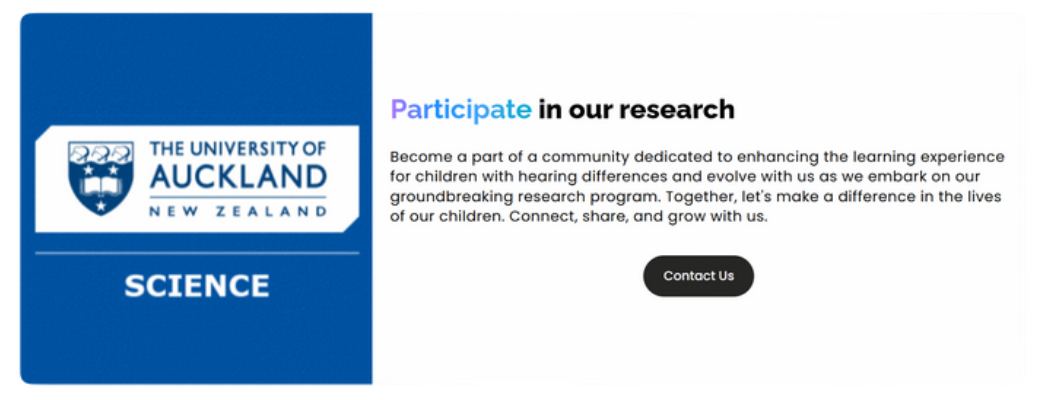 THE UNIVERSITY OF
AUCKLAND
NEW ZEALAND
SCIENCE
Participate in our research
Become a part of a community dedicated to enhancing the learning experience
for children with hearing differences and evolve with us as we embark on our
groundbreaking research program. Together, let's make a difference in the lives
of our children. Connect, share, and grow with us.
Contact Us